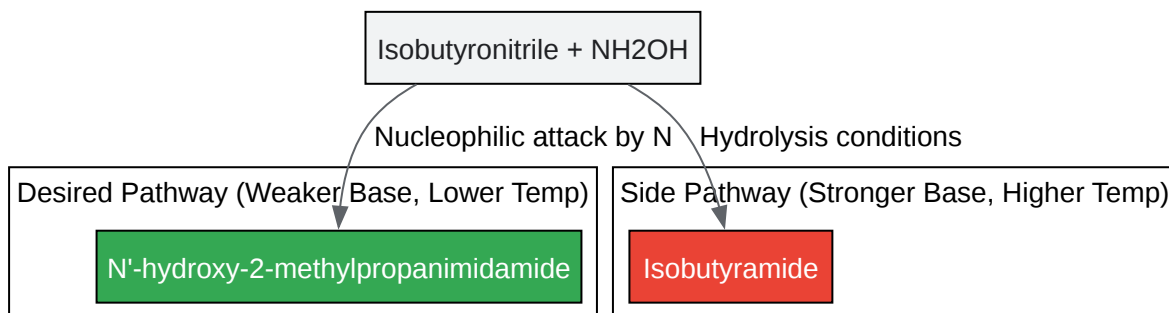 Isobutyronitrile + NH2OH
Nucleophilic attack by N
Hydrolysis conditions
Desired Pathway (Weaker Base, Lower Temp)
Side Pathway (Stronger Base, Higher Temp)
N'-hydroxy-2-methylpropanimidamide
Isobutyramide